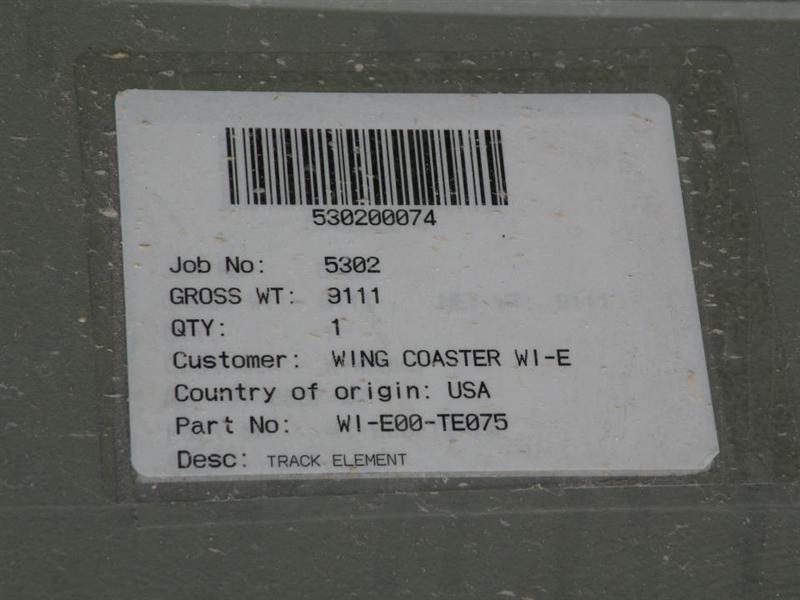 530200074
Job No: 5302
GROSS WT: 9111
QTY: 1
Customer: WING COASTER WI-E
Country of origin: USA
Part No: WI-E00-TE075
Desc: TRACK ELEMENT